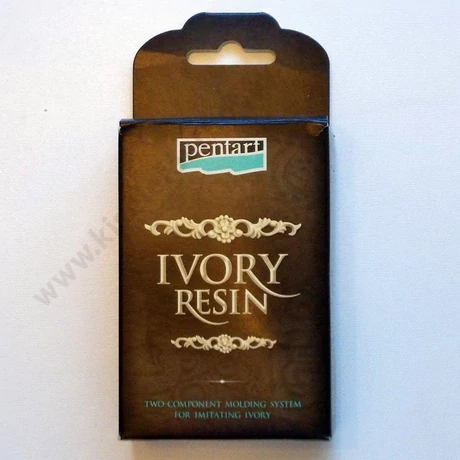 pentart
IVORY
RESIN
TWO-COMPONENT MOLDING SYSTEM
FOR IMITATING IVORY